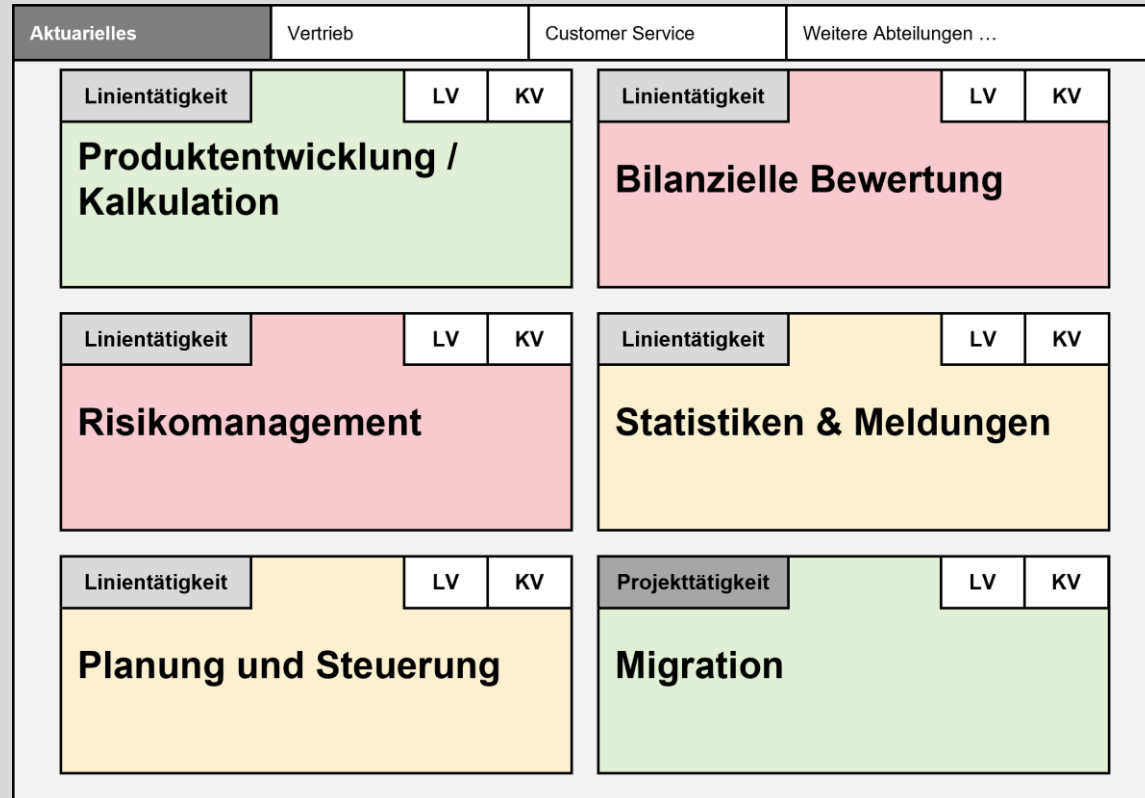 Aktuarielles
Vertrieb
Customer Service
Weitere Abteilungen …
Linientätigkeit
LV
KV
Produktentwicklung /
Kalkulation
Linientätigkeit
LV
KV
Bilanzielle Bewertung
Linientätigkeit
LV
KV
Risikomanagement
Linientätigkeit
LV
KV
Statistiken & Meldungen
Linientätigkeit
LV
KV
Planung und Steuerung
Projekttätigkeit
LV
KV
Migration